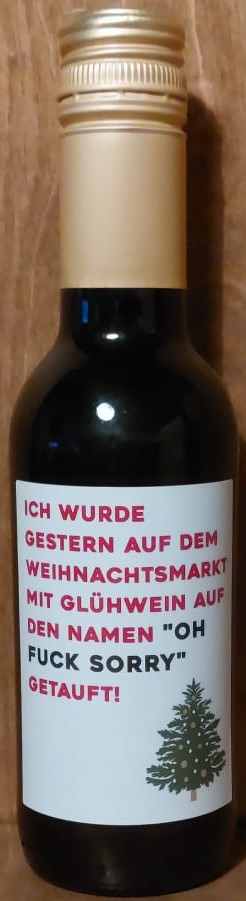 ICH WURDE
GESTERN AUF DEM
WEIHNACHTSMARKT
MIT GLÜHWEIN AUF
DEN NAMEN "OH
FUCK SORRY"
GETAUFT!